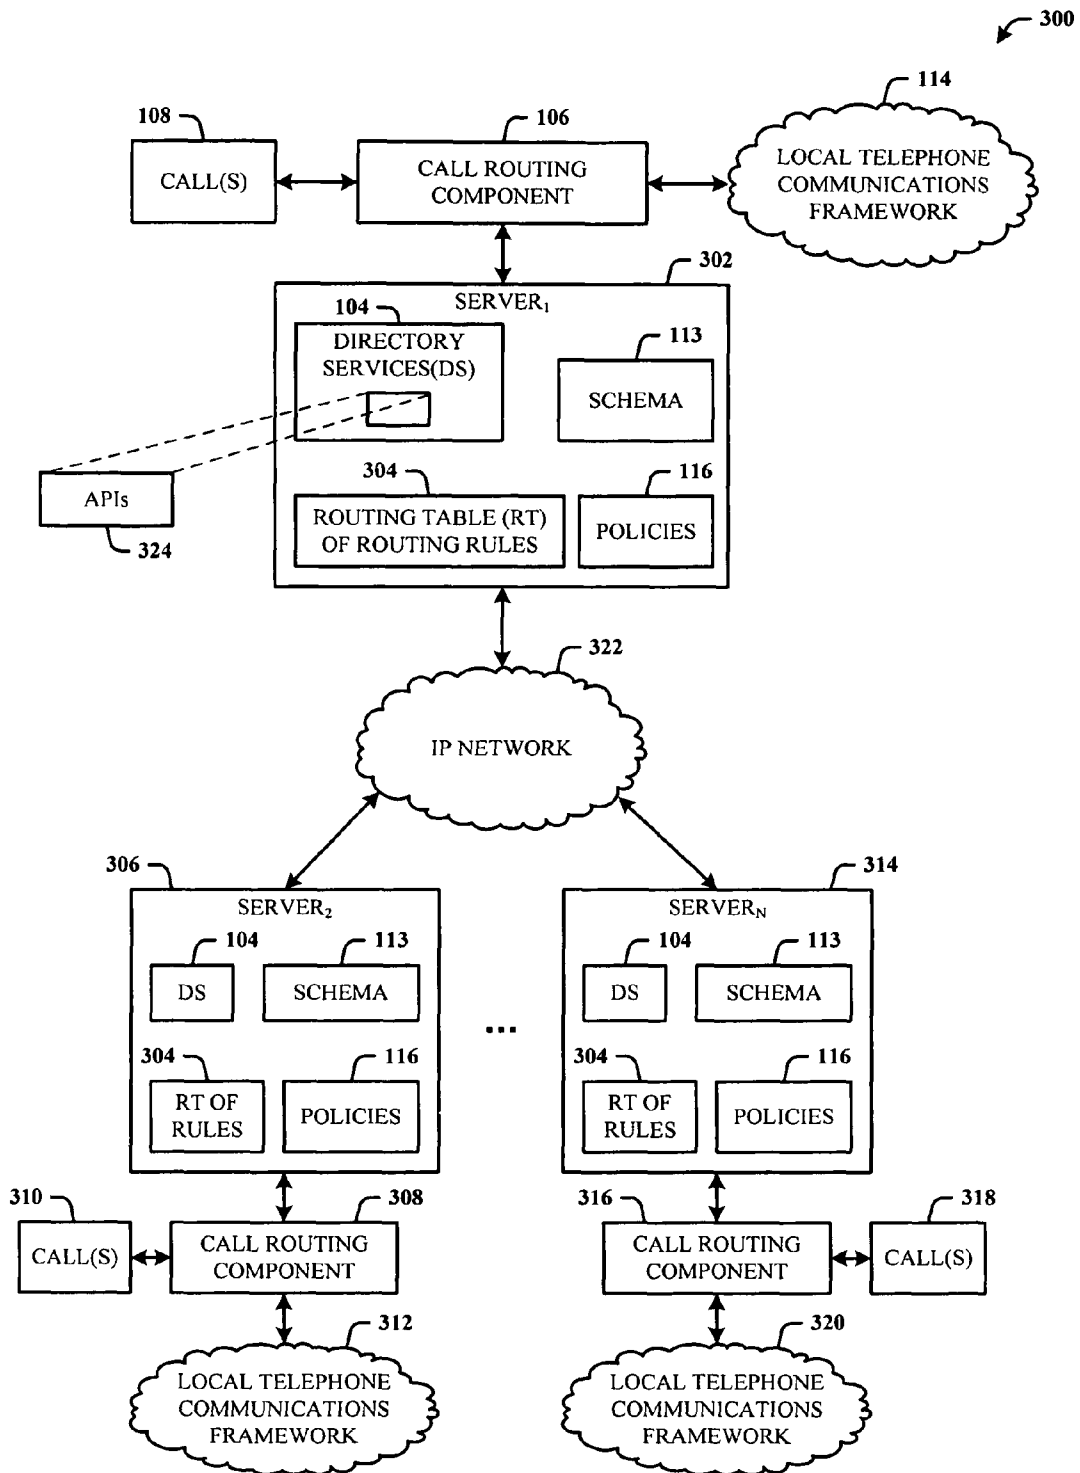 300
114
108
106
CALL(S)
CALL ROUTING
COMPONENT
LOCAL TELEPHONE
COMMUNICATIONS
FRAMEWORK
302
SERVER1
104
DIRECTORY
SERVICES(DS)
113
SCHEMA
APIs
324
304
ROUTING TABLE (RT)
OF ROUTING RULES
116
POLICIES
322
IP NETWORK
306
SERVER2
104
DS
113
SCHEMA
304
RT OF
RULES
116
POLICIES
...
314
SERVERN
104
DS
113
SCHEMA
304
RT OF
RULES
116
POLICIES
310
CALL(S)
308
CALL ROUTING
COMPONENT
316
CALL ROUTING
COMPONENT
318
CALL(S)
312
LOCAL TELEPHONE
COMMUNICATIONS
FRAMEWORK
320
LOCAL TELEPHONE
COMMUNICATIONS
FRAMEWORK